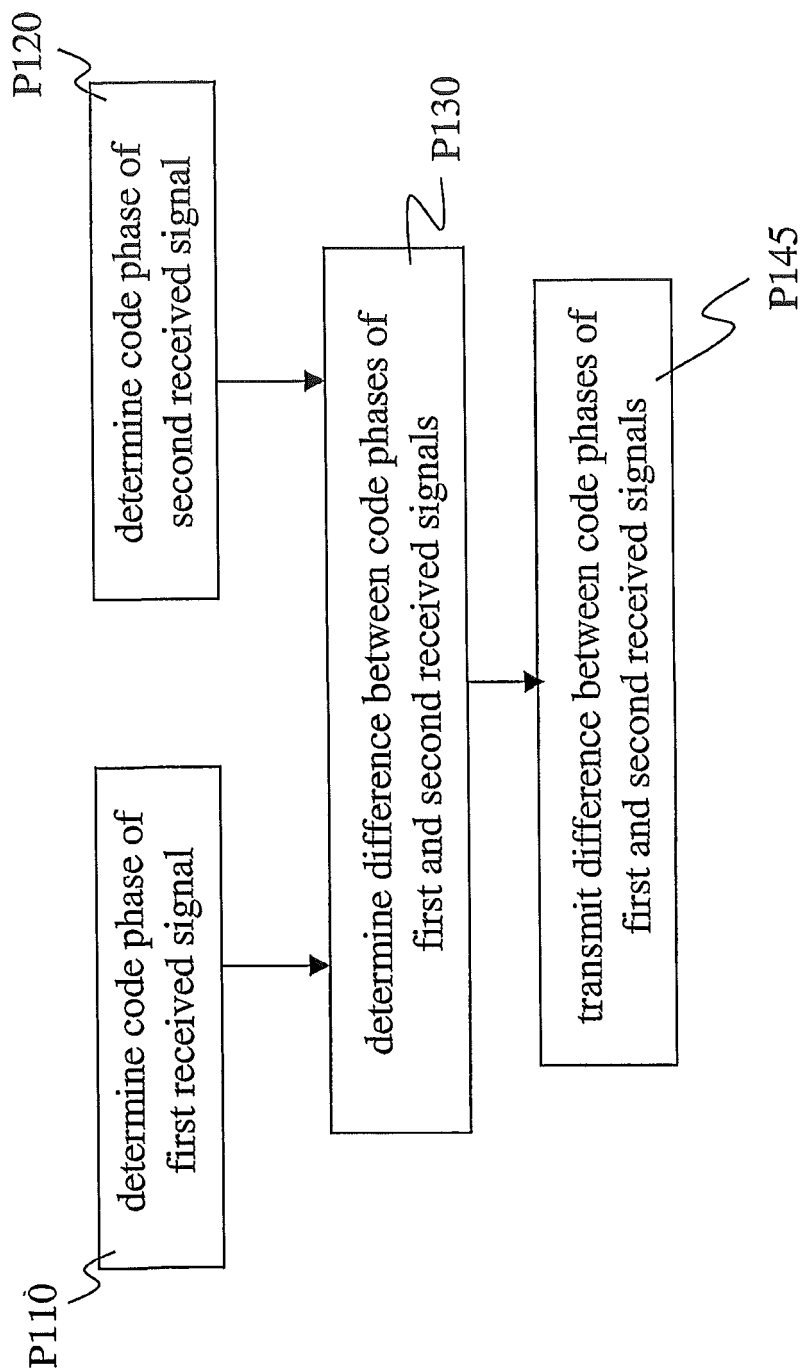 P110
determine code phase of
first received signal
P120
determine code phase of
second received signal
P130
determine difference between code phases of
first and second received signals
P145
transmit difference between code phases of
first and second received signals